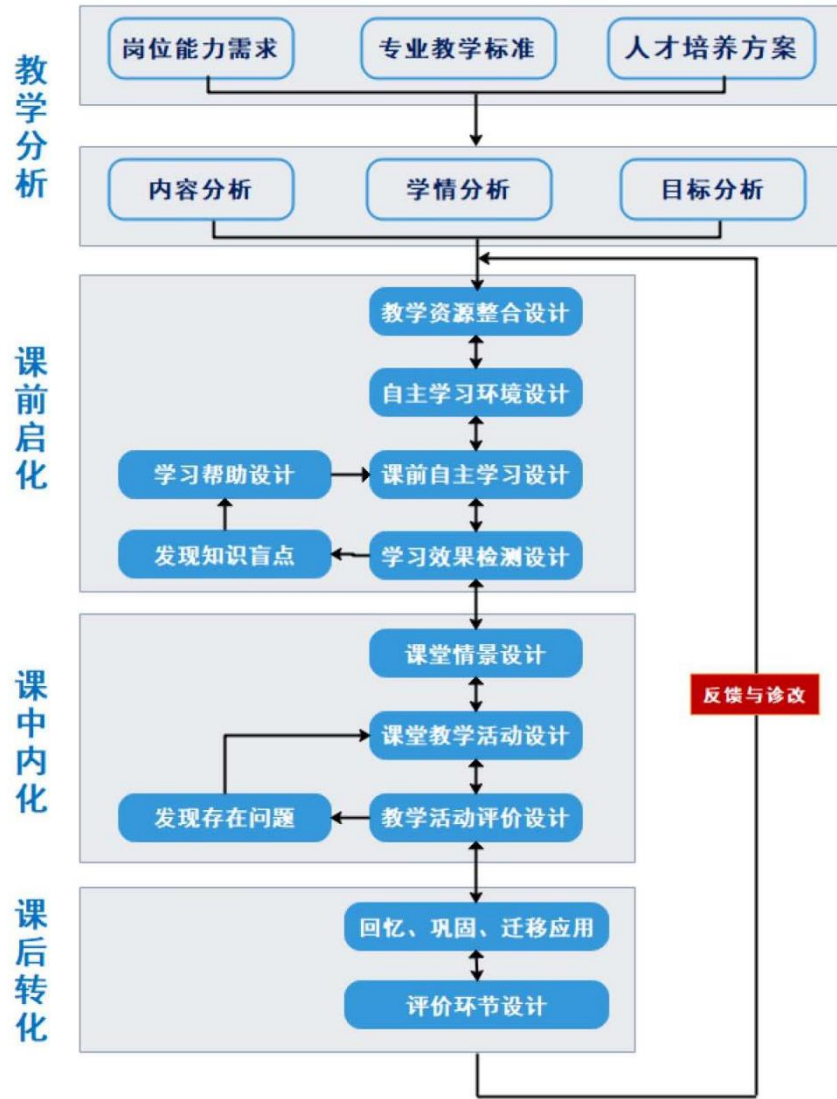 教学分析
岗位能力需求
专业教学标准
人才培养方案
内容分析
学情分析
目标分析
课前启化
教学资源整合设计
自主学习环境设计
学习帮助设计
课前自主学习设计
发现知识盲点
学习效果检测设计
课中内化
课堂情景设计
反馈与诊改
课堂教学活动设计
发现存在问题
教学活动评价设计
课后转化
回忆、巩固、迁移应用
评价环节设计